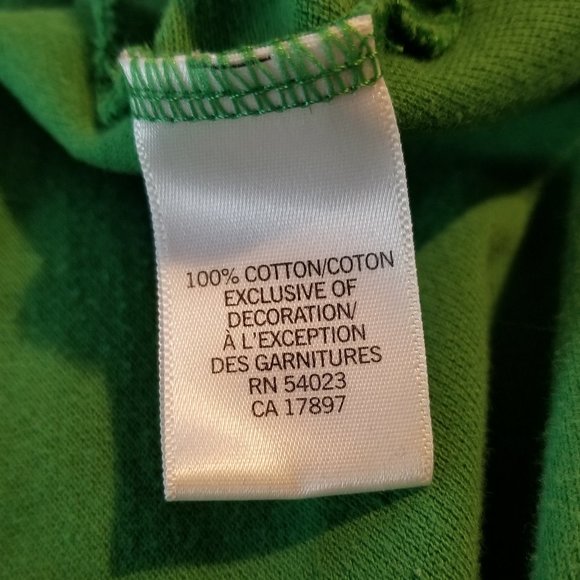 100% COTTON/COTON
EXCLUSIVE OF
DECORATION/
À L'EXCEPTION
DES GARNITURES
RN 54023
CA 17897